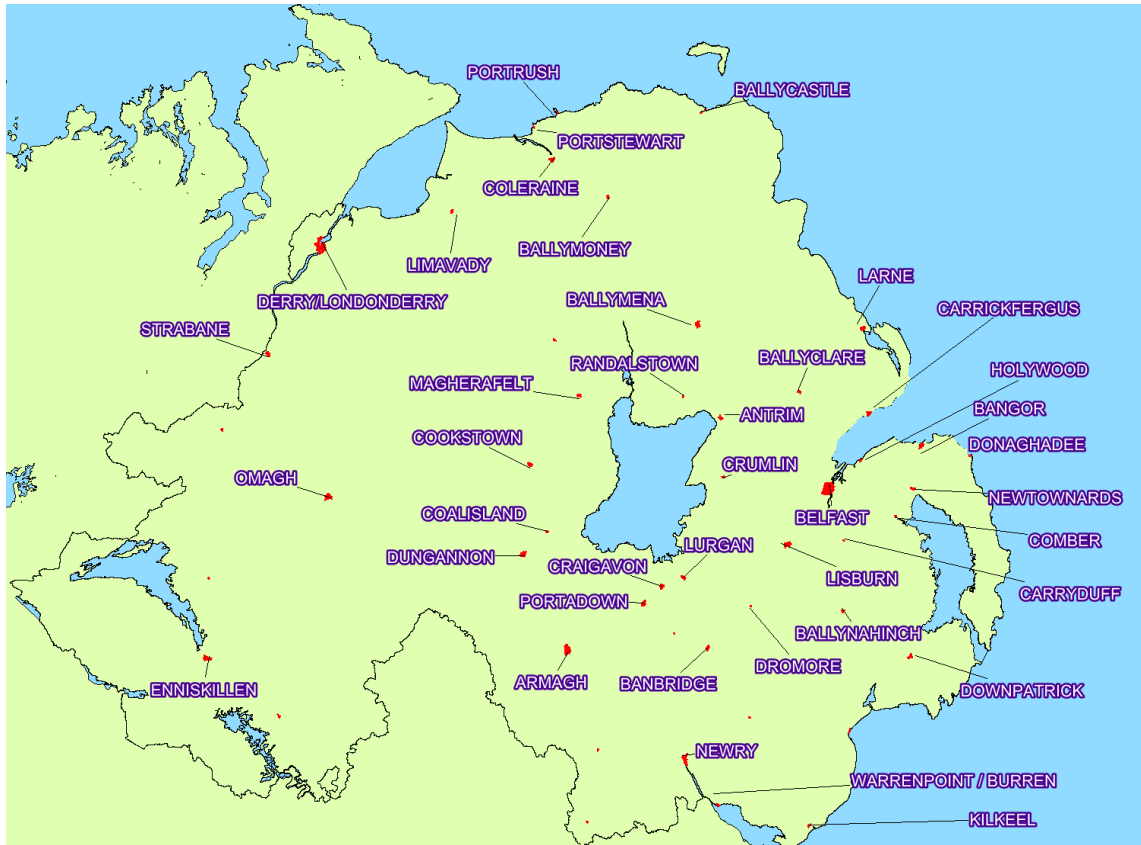 PORTRUSH
BALLYCASTLE
PORTSTEWART
COLERAINE
BALLYMONEY
LIMAVADY
LARNE
DERRY/LONDONDERRY
BALLYMENA
CARRICKFERGUS
STRABANE
BALLYCLARE
RANDALSTOWN
HOLYWOOD
MAGHERAFELT
BANGOR
ANTRIM
DONAGHADEE
COOKSTOWN
CRUMLIN
OMAGH
NEWTOWNARDS
COALISLAND
BELFAST
COMBER
LURGAN
DUNGANNON
CRAIGAVON
LISBURN
CARRYDUFF
PORTADOWN
BALLYNAHINCH
DROMORE
ARMAGH
BANBRIDGE
ENNISKILLEN
DOWNPATRICK
NEWRY
WARRENPOINT / BURREN
KILKEEL